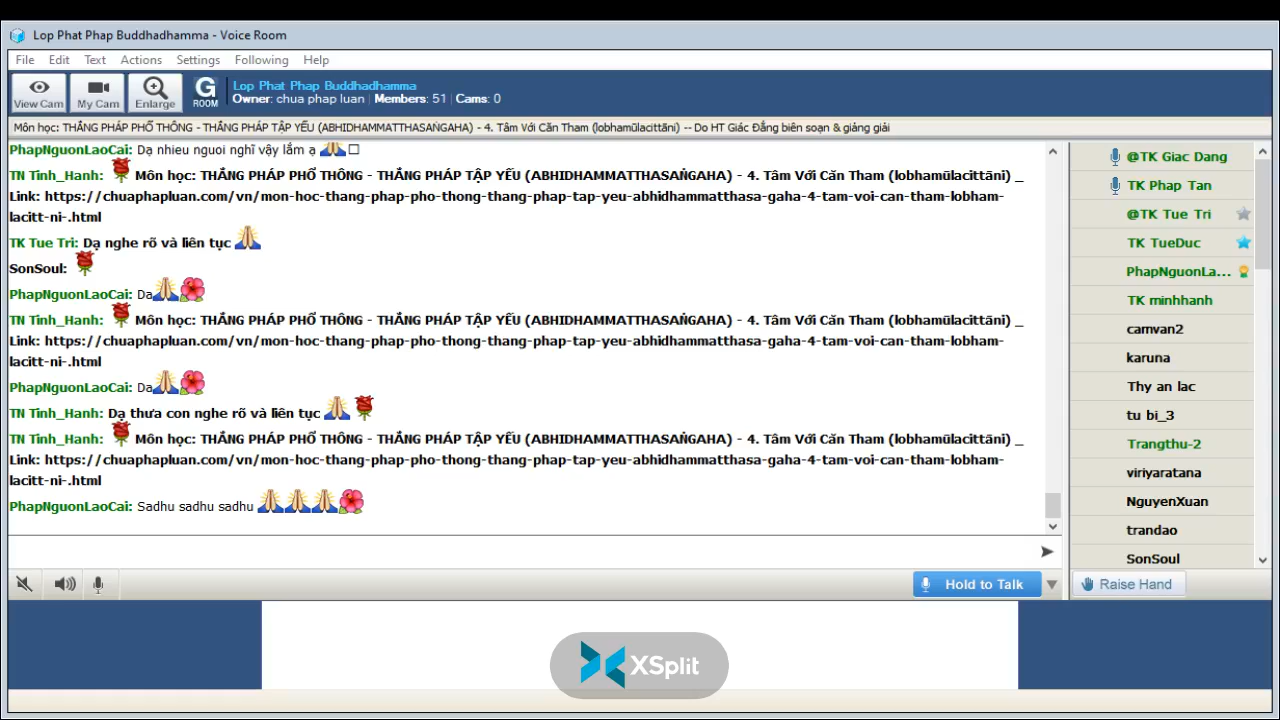 Lop Phat Phap Buddhadhamma - Voice Room
File Edit Text Actions Settings Following Help
View Cam My Cam Enlarge G ROOM
Lop Phat Phap Buddhadhamma
Owner: chua phap luan | Members: 51 | Cams: 0
Môn học: THẮNG PHÁP PHỔ THÔNG - THẮNG PHÁP TẬP YẾU (ABHIDHAMMATTHASAṄGAHA) - 4. Tâm Với Căn Tham (lobhamūlacittāni) -- Do HT Giác Đẳng biên soạn & giảng giải
PhapNguonLaoCai: Dạ nhieu nguoi nghĩ vậy lắm ạ 🙏□
TN Tinh_Hanh: 🌹 Môn học: THẮNG PHÁP PHỔ THÔNG - THẮNG PHÁP TẬP YẾU (ABHIDHAMMATTHASAṄGAHA) - 4. Tâm Với Căn Tham (lobhamūlacittāni) _
Link: https://chuaphapluan.com/vn/mon-hoc-thang-phap-pho-thong-thang-phap-tap-yeu-abhidhammatthasa-gaha-4-tam-voi-can-tham-lobham-
lacitt-ni-.html
TK Tue Tri: Dạ nghe rõ và liên tục 🙏
SonSoul: 🌹
PhapNguonLaoCai: Da🙏🌺
TN Tinh_Hanh: 🌹 Môn học: THẮNG PHÁP PHỔ THÔNG - THẮNG PHÁP TẬP YẾU (ABHIDHAMMATTHASAṄGAHA) - 4. Tâm Với Căn Tham (lobhamūlacittāni) _
Link: https://chuaphapluan.com/vn/mon-hoc-thang-phap-pho-thong-thang-phap-tap-yeu-abhidhammatthasa-gaha-4-tam-voi-can-tham-lobham-
lacitt-ni-.html
PhapNguonLaoCai: Da🙏🌺
TN Tinh_Hanh: Dạ thưa con nghe rõ và liên tục 🙏🌹
TN Tinh_Hanh: 🌹 Môn học: THẮNG PHÁP PHỔ THÔNG - THẮNG PHÁP TẬP YẾU (ABHIDHAMMATTHASAṄGAHA) - 4. Tâm Với Căn Tham (lobhamūlacittāni) _
Link: https://chuaphapluan.com/vn/mon-hoc-thang-phap-pho-thong-thang-phap-tap-yeu-abhidhammatthasa-gaha-4-tam-voi-can-tham-lobham-
lacitt-ni-.html
PhapNguonLaoCai: Sadhu sadhu sadhu 🙏🙏🙏🌺
@TK Giac Dang
TK Phap Tan
@TK Tue Tri
TK TueDuc
PhapNguonLa...
TK minhhanh
camvan2
karuna
Thy an lac
tu bi_3
Trangthu-2
viriyaratana
NguyenXuan
trandao
SonSoul
Hold to Talk
Raise Hand
XSplit